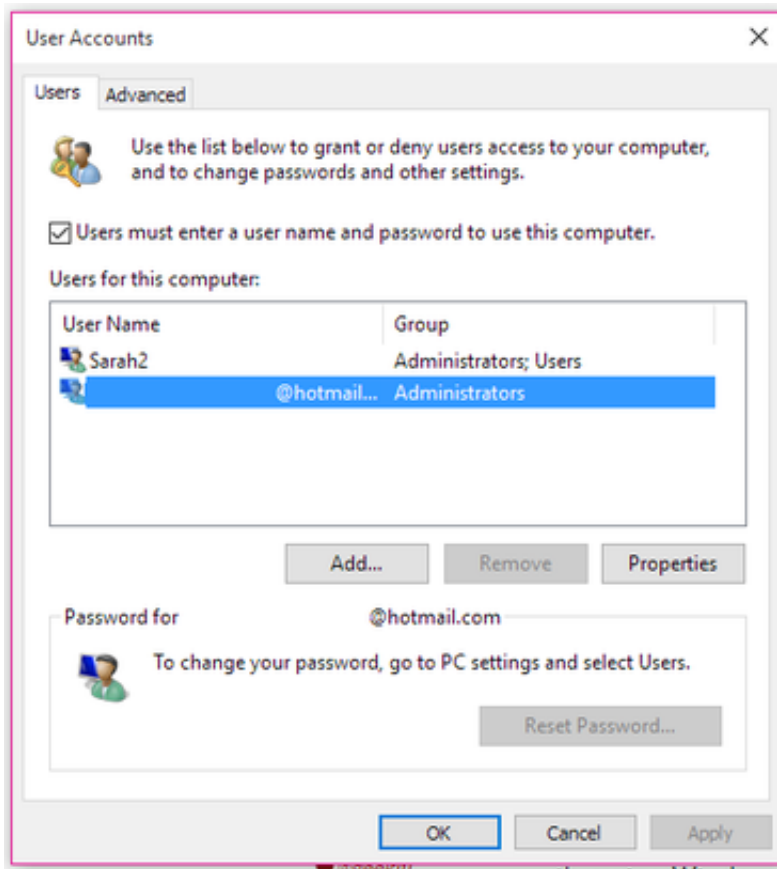 User Accounts
Users Advanced
Use the list below to grant or deny users access to your computer,
and to change passwords and other settings.
Users must enter a user name and password to use this computer.
Users for this computer:
User Name Group
Sarah2 Administrators; Users
@hotmail... Administrators
Add... Remove Properties
Password for @hotmail.com
To change your password, go to PC settings and select Users.
Reset Password...
OK Cancel Apply